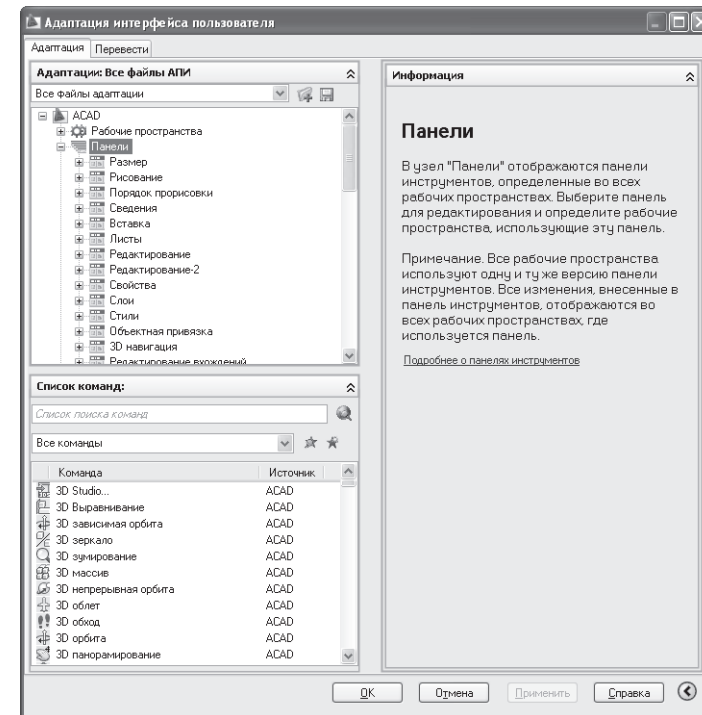 Адаптация интерфейса пользователя
Адаптация Перевести
Адаптации: Все файлы АПИ
Все файлы адаптации
ACAD
Рабочие пространства
Панели
Размер
Рисование
Порядок прорисовки
Сведения
Вставка
Листы
Редактирование
Редактирование-2
Свойства
Слои
Стили
Объектная привязка
3D навигация
Редактирование вхождений
Список команд:
Список поиска команд
Все команды
Команда Источник
3D Studio... ACAD
3D Выравнивание ACAD
3D зависимая орбита ACAD
3D зеркало ACAD
3D зумирование ACAD
3D массив ACAD
3D непрерывная орбита ACAD
3D облет ACAD
3D обход ACAD
3D орбита ACAD
3D панорамирование ACAD
Информация
Панели
В узел "Панели" отображаются панели
инструментов, определенные во всех
рабочих пространствах. Выберите панель
для редактирования и определите рабочие
пространства, использующие эту панель.
Примечание. Все рабочие пространства
используют одну и ту же версию панели
инструментов. Все изменения, внесенные в
панель инструментов, отображаются во
всех рабочих пространствах, где
используется панель.
Подробнее о панелях инструментов
OK Отмена Применить Справка